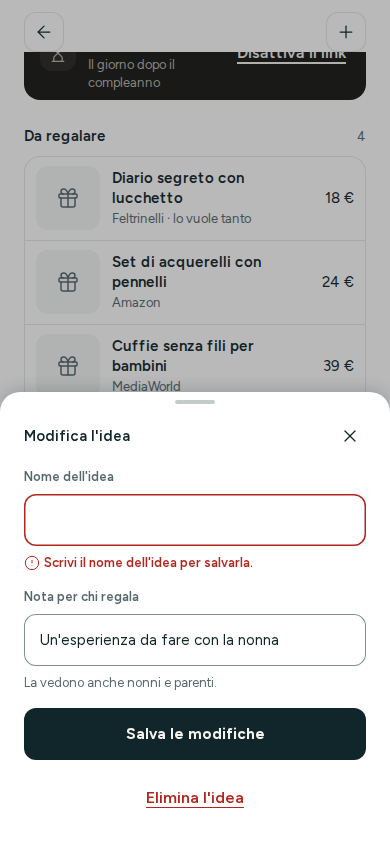 Disattiva il link
Il giorno dopo il
compleanno
Da regalare
4
Diario segreto con
lucchetto
Feltrinelli · lo vuole tanto
18 €
Set di acquerelli con
pennelli
Amazon
24 €
Cuffie senza fili per
bambini
MediaWorld
39 €
Modifica l'idea
Nome dell'idea
Scrivi il nome dell'idea per salvarla.
Nota per chi regala
Un'esperienza da fare con la nonna
La vedono anche nonni e parenti.
Salva le modifiche
Elimina l'idea